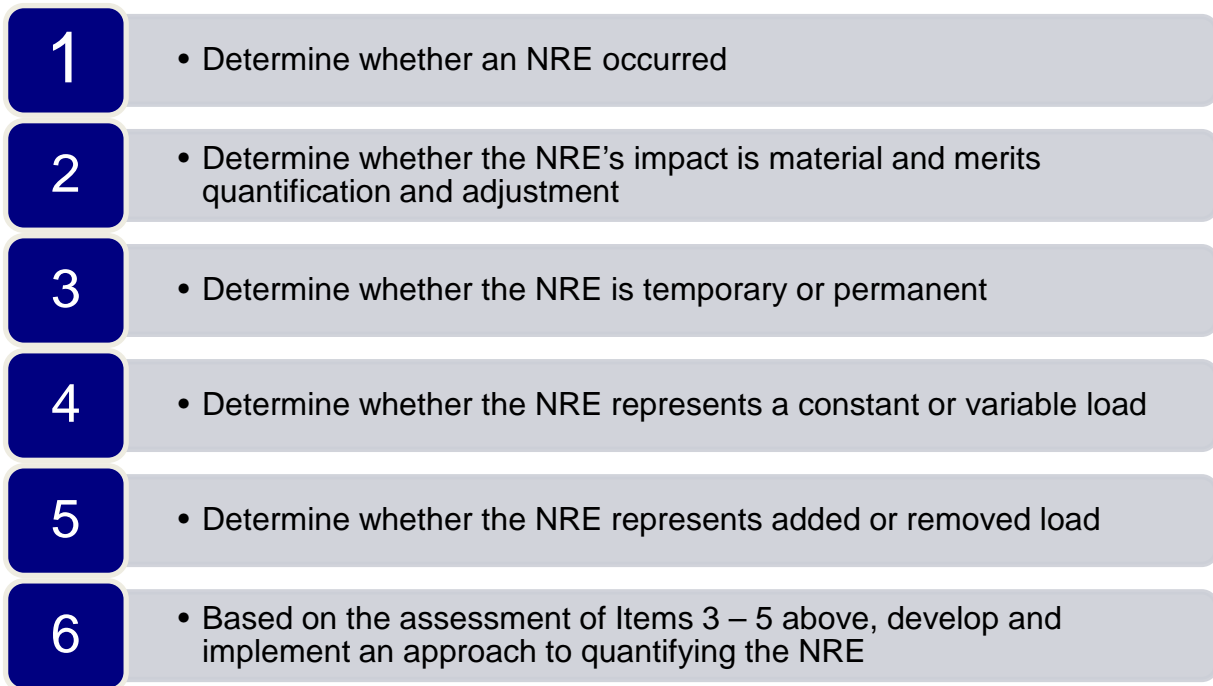 1
• Determine whether an NRE occurred
2
• Determine whether the NRE’s impact is material and merits
quantification and adjustment
3
• Determine whether the NRE is temporary or permanent
4
• Determine whether the NRE represents a constant or variable load
5
• Determine whether the NRE represents added or removed load
6
• Based on the assessment of Items 3 – 5 above, develop and
implement an approach to quantifying the NRE